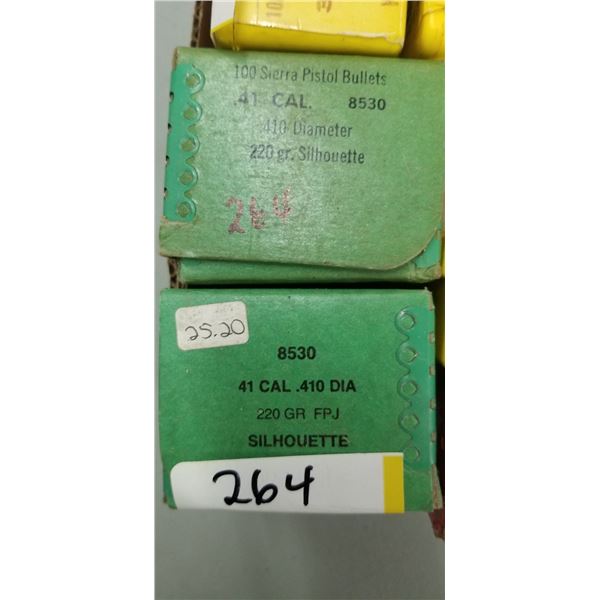 100 Sierra Pistol Bullets
.41 CAL. 8530
.410 Diameter
220 gr. Silhouette
264
25.20
8530
41 CAL .410 DIA
220 GR FPJ
SILHOUETTE
264